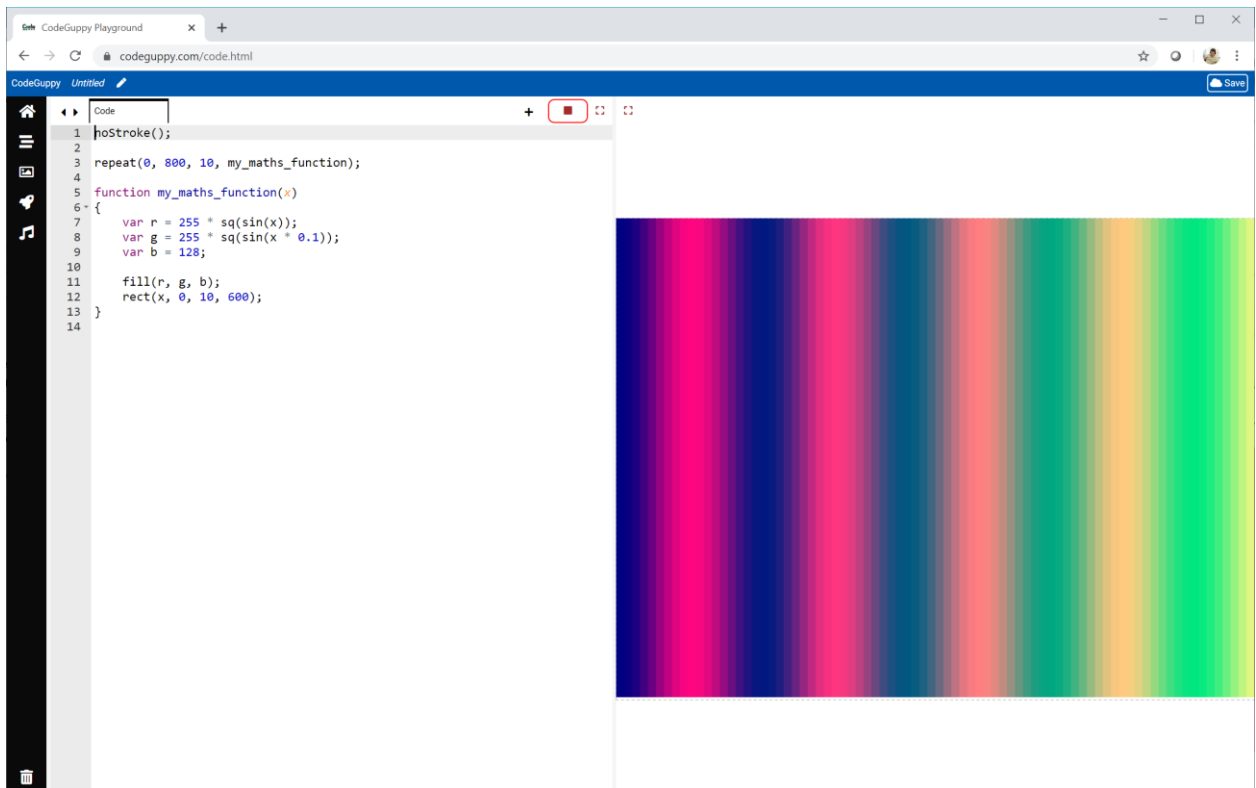 Code CodeGuppy Playground
codeguppy.com/code.html
CodeGuppy Untitled Save
Code
1 noStroke();
2
3 repeat(0, 800, 10, my_maths_function);
4
5 function my_maths_function(x)
6 {
7 var r = 255 * sq(sin(x));
8 var g = 255 * sq(sin(x * 0.1));
9 var b = 128;
10
11 fill(r, g, b);
12 rect(x, 0, 10, 600);
13 }
14